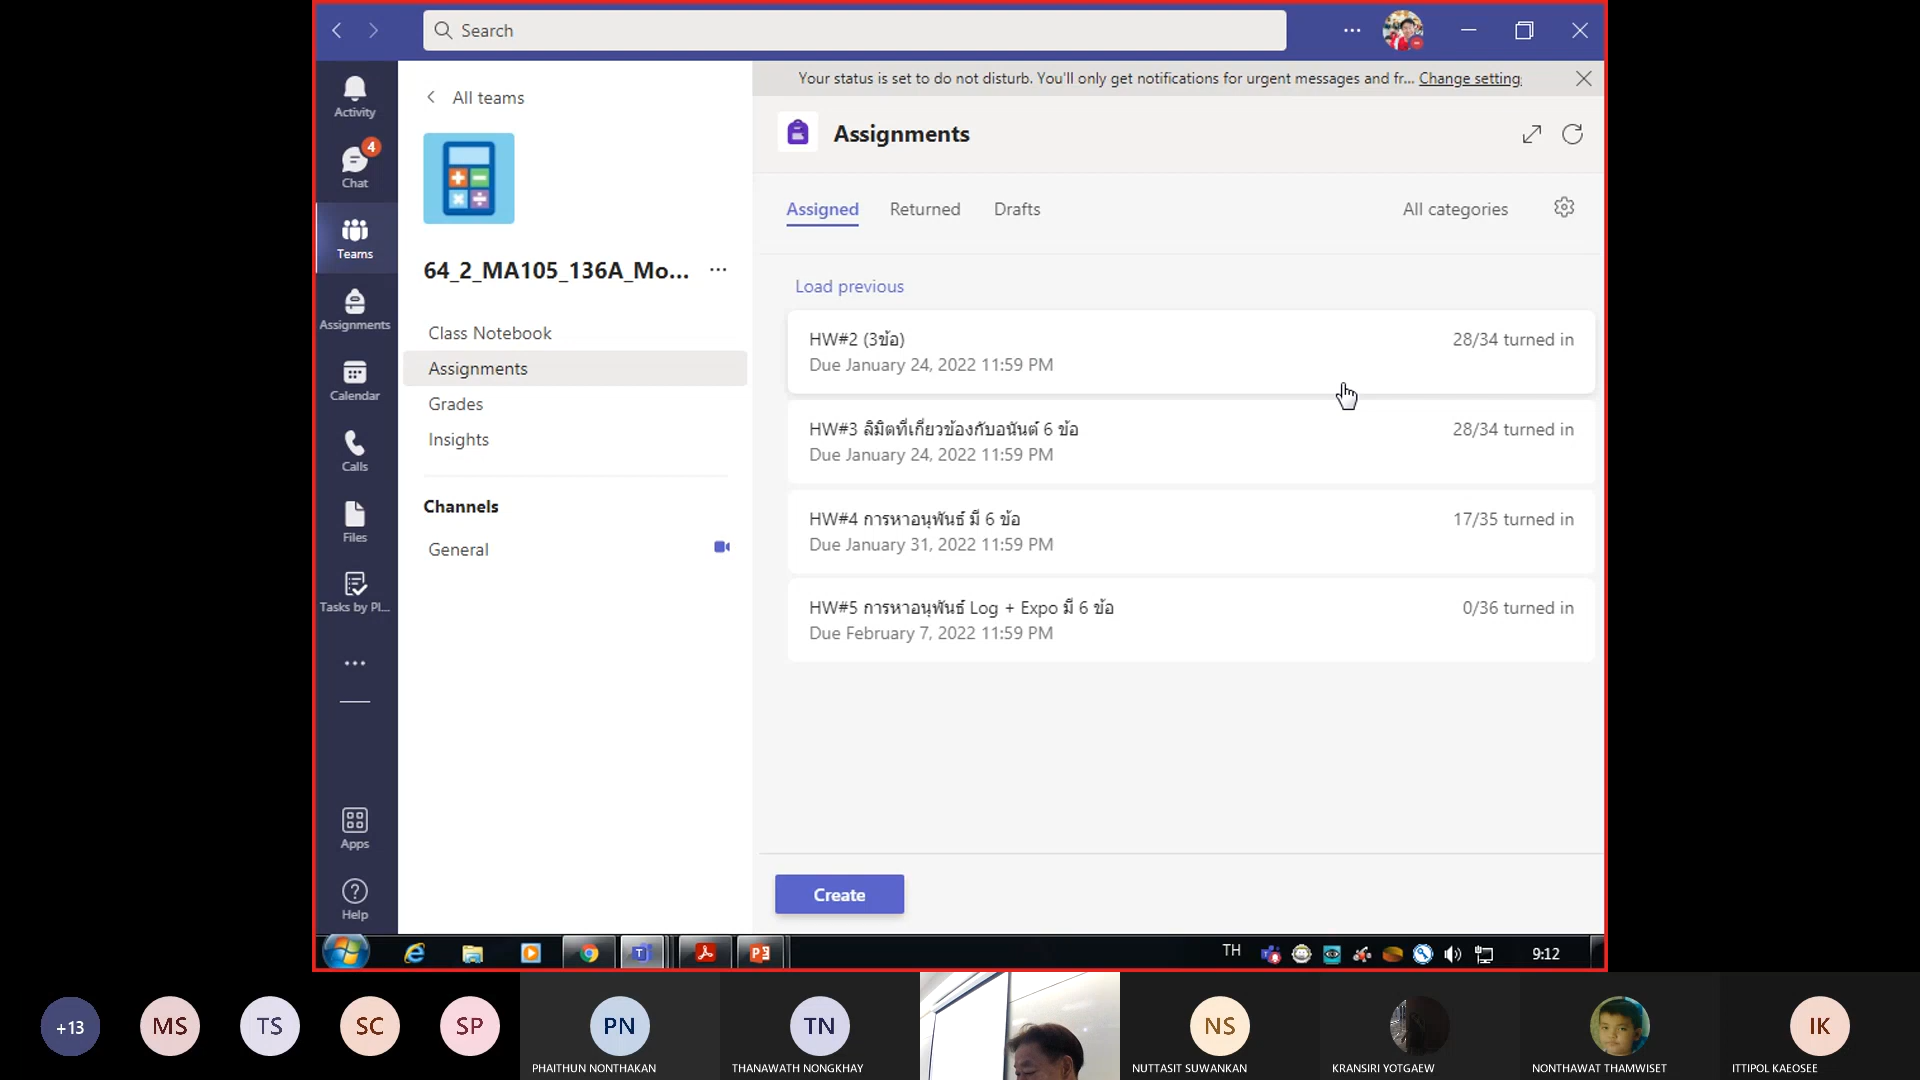 Search
Your status is set to do not disturb. You'll only get notifications for urgent messages and fr... Change setting
Activity
4
Chat
Teams
Assignments
Calendar
Calls
Files
Tasks by Pl...
Apps
Help
All teams
64_2_MA105_136A_Mo...
Class Notebook
Assignments
Grades
Insights
Channels
General
Assignments
Assigned Returned Drafts All categories
Load previous
HW#2 (3ข้อ) 28/34 turned in
Due January 24, 2022 11:59 PM
HW#3 ลิมิตที่เกี่ยวข้องกับอนันต์ 6 ข้อ 28/34 turned in
Due January 24, 2022 11:59 PM
HW#4 การหาอนุพันธ์ มี 6 ข้อ 17/35 turned in
Due January 31, 2022 11:59 PM
HW#5 การหาอนุพันธ์ Log + Expo มี 6 ข้อ 0/36 turned in
Due February 7, 2022 11:59 PM
Create
TH 9:12
+13 MS TS SC SP PN TN NS IK
PHAITHUN NONTHAKAN THANAWATH NONGKHAY NUTTASIT SUWANKAN KRANSIRI YOTGAEW NONTHAWAT THAMWISET ITTIPOL KAEOSEE